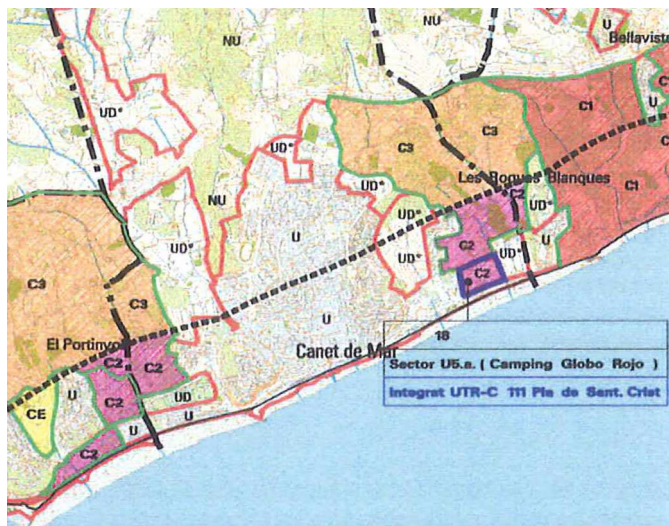 NU
U
Bellavista
NU
UD*
C1
U
C1
C3
UD*
C3
C3
Les Roques Blanques
C2
C
C1
UD*
NU
UD*
UD*
UD*
U
UD*
C2
UD*
U
C3
C3
C2
U
18
El Portinyol
C2
C2
Canet de Mar
Sector U5.a. ( Camping Globo Rojo )
C2
UD
Integrat UTR-C 111 Pla de Sant. Crist
CE
U
U
U
C2